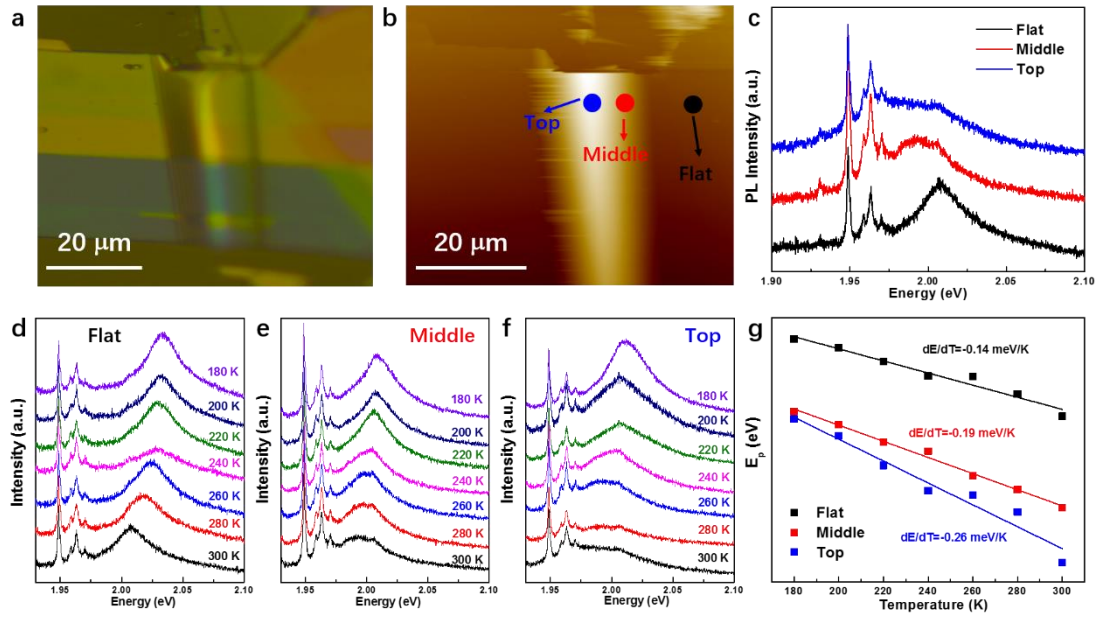 a
20 μm
b
Top
Middle
Flat
20 μm
c
Flat
Middle
Top
PL Intensity (a.u.)
1.90 1.95 2.00 2.05 2.10
Energy (eV)
d
Flat
180 K
200 K
220 K
240 K
260 K
280 K
300 K
Intensity (a.u.)
1.95 2.00 2.05 2.10
Energy (eV)
e
Middle
180 K
200 K
220 K
240 K
260 K
280 K
300 K
Intensity (a.u.)
1.95 2.00 2.05 2.10
Energy (eV)
f
Top
180 K
200 K
220 K
240 K
260 K
280 K
300 K
Intensity (a.u.)
1.95 2.00 2.05 2.10
Energy (eV)
g
dE/dT=-0.14 meV/K
dE/dT=-0.19 meV/K
dE/dT=-0.26 meV/K
Flat
Middle
Top
Ep (eV)
180 200 220 240 260 280 300
Temperature (K)